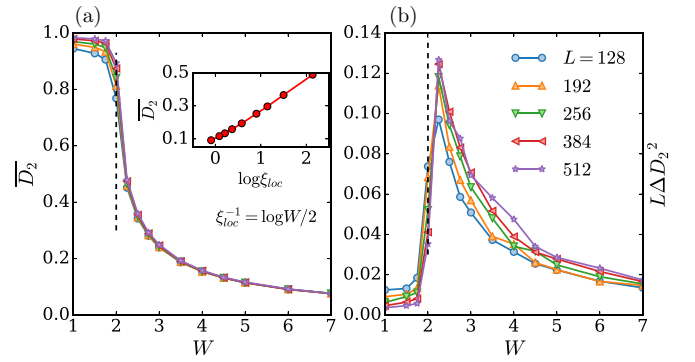 (a)
1.0
0.8
0.6
0.4
0.2
0.0
$\overline{D_2}$
1 2 3 4 5 6 7
W
0.5
0.3
0.1
$\overline{D_2}$
0 1 2
$\log \xi_{loc}$
$\xi_{loc}^{-1} = \log W/2$
(b)
0.14
0.12
0.10
0.08
0.06
0.04
0.02
0.00
1 2 3 4 5 6 7
W
$L = 128$
192
256
384
512
$L\Delta D_2{}^2$